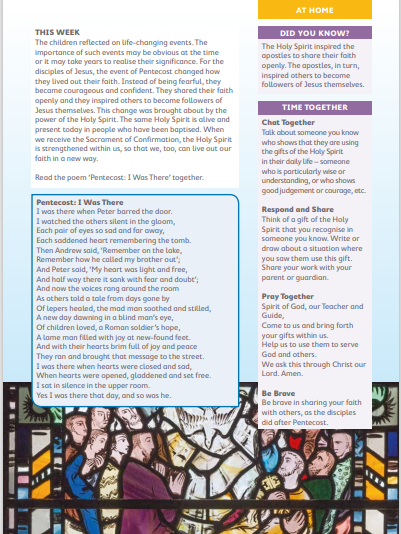 AT HOME
THIS WEEK
The children reflected on life-changing events. The
importance of such events may be obvious at the time
or it may take years to realise their significance. For the
disciples of Jesus, the event of Pentecost changed how
they lived out their faith. Instead of being fearful, they
became courageous and confident. They shared their faith
openly and they inspired others to become followers of
Jesus themselves. This change was brought about by the
power of the Holy Spirit. The same Holy Spirit is alive and
present today in people who have been baptised. When
we receive the Sacrament of Confirmation, the Holy Spirit
is strengthened within us, so that we, too, can live out our
faith in a new way.
Read the poem ‘Pentecost: I Was There’ together.
Pentecost: I Was There
I was there when Peter barred the door.
I watched the others silent in the gloom,
Each pair of eyes so sad and far away,
Each saddened heart remembering the tomb.
Then Andrew said, ‘Remember on the lake,
Remember how he called my brother out’;
And Peter said, ‘My heart was light and free,
And half way there it sank with fear and doubt’;
And now the voices rang around the room
As others told a tale from days gone by
Of lepers healed, the mad man soothed and stilled,
A new day dawning in a blind man’s eye,
Of children loved, a Roman soldier’s hope,
A lame man filled with joy at new-found feet.
And with their hearts brim full of joy and peace
They ran and brought that message to the street.
I was there when hearts were closed and sad,
When hearts were opened, gladdened and set free.
I sat in silence in the upper room.
Yes I was there that day, and so was he.
DID YOU KNOW?
The Holy Spirit inspired the
apostles to share their faith
openly. The apostles, in turn,
inspired others to become
followers of Jesus themselves.
TIME TOGETHER
Chat Together
Talk about someone you know
who shows that they are using
the gifts of the Holy Spirit
in their daily life – someone
who is particularly wise or
understanding, or who shows
good judgement or courage, etc.
Respond and Share
Think of a gift of the Holy
Spirit that you recognise in
someone you know. Write or
draw about a situation where
you saw them use this gift.
Share your work with your
parent or guardian.
Pray Together
Spirit of God, our Teacher and
Guide,
Come to us and bring forth
your gifts within us.
Help us to use them to serve
God and others.
We ask this through Christ our
Lord. Amen.
Be Brave
Be brave in sharing your faith
with others, as the disciples
did after Pentecost.